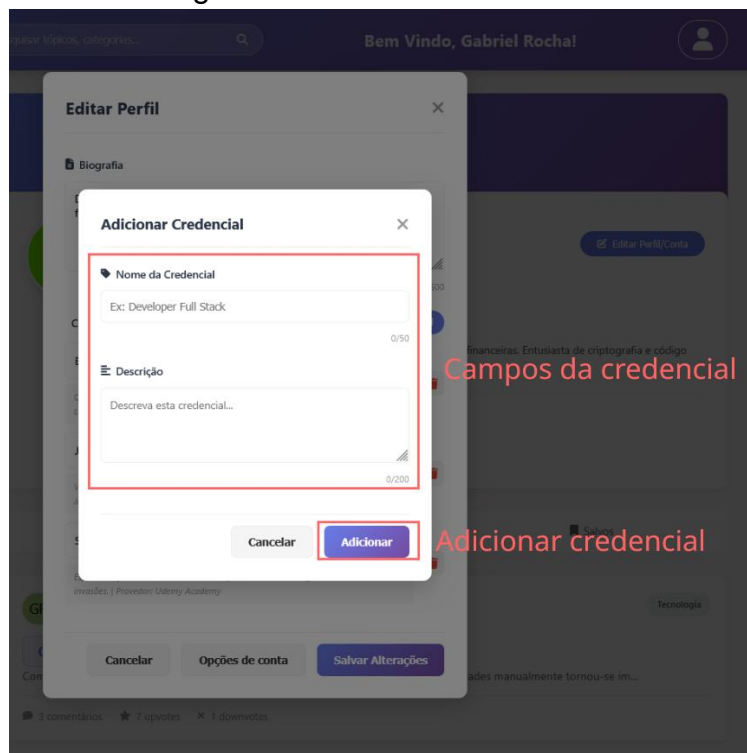 Bem Vindo, Gabriel Rocha!
Editar Perfil
Biografia
Editar Perfil/Conta
Adicionar Credencial
Nome da Credencial
Ex: Developer Full Stack
0/50
financeiras. Entusiasta de criptografia e código
Campos da credencial
Descrição
Descreva esta credencial...
0/200
Salvos
Cancelar
Adicionar
Adicionar credencial
invasões. | Provedor: Udemy Academy
Tecnologia
Cancelar
Opções de conta
Salvar Alterações
ades manualmente tornou-se im...
3 comentários
7 upvotes
1 downvotes